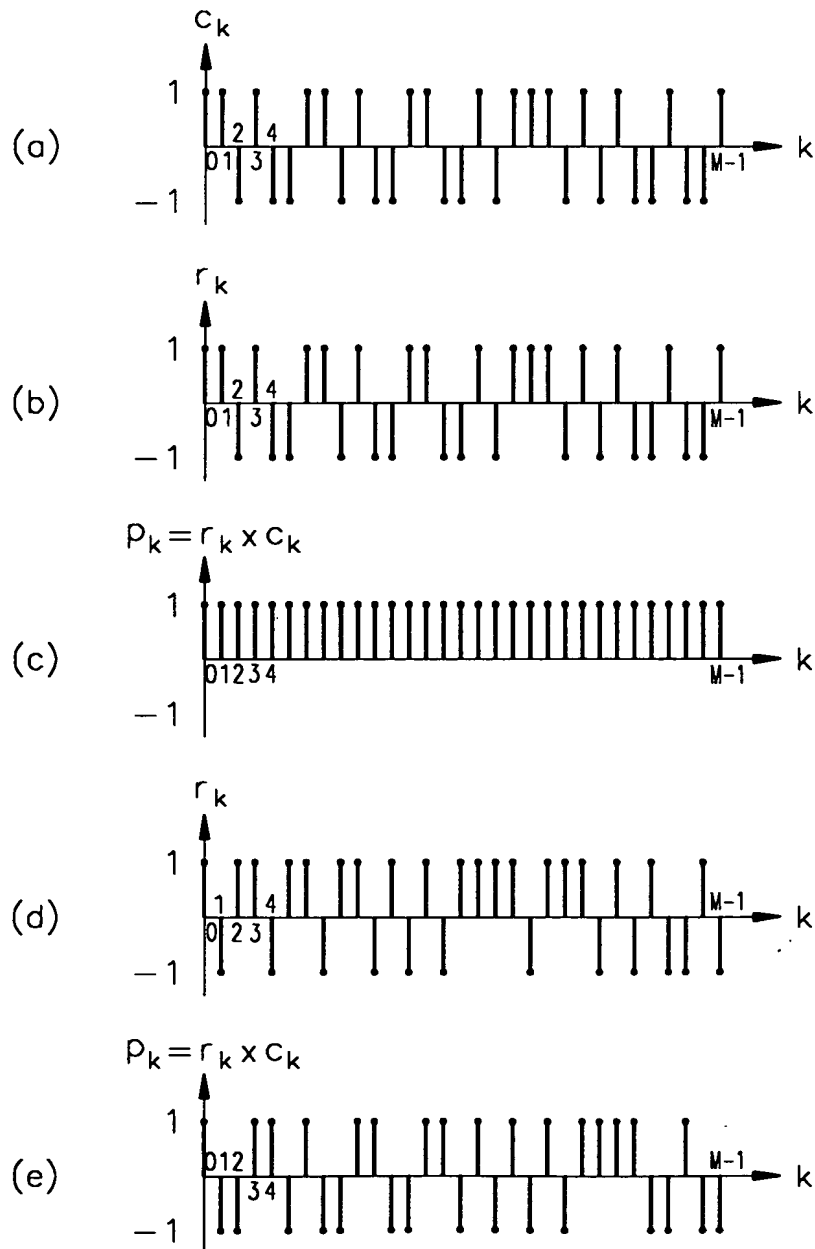 c_k
1
2 4
(a)
k
0 1 3
M-1
-1
r_k
1
2 4
(b)
k
0 1 3
M-1
-1
p_k = r_k x c_k
1
(c)
k
0 1 2 3 4
M-1
-1
r_k
1
1 4
M-1
(d)
k
0 2 3
-1
p_k = r_k x c_k
1
0 1 2
M-1
(e)
k
3 4
-1